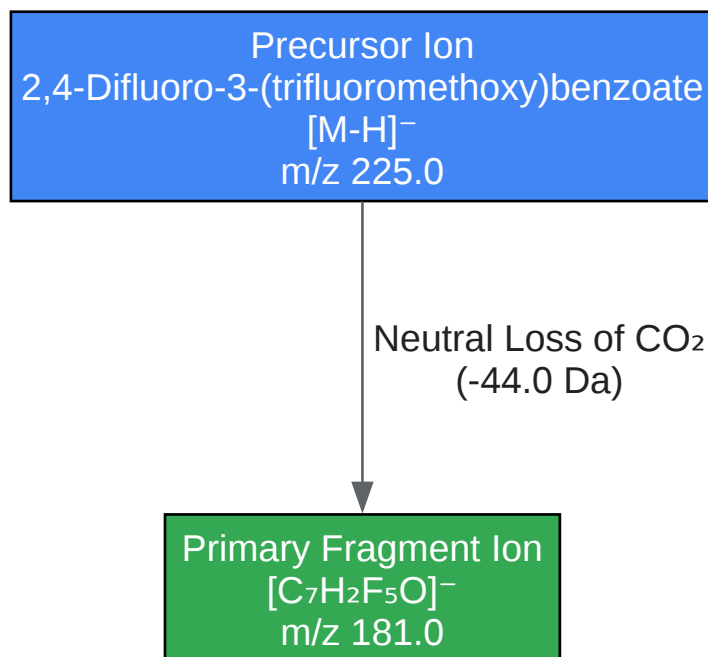 Precursor Ion
2,4-Difluoro-3-(trifluoromethoxy)benzoate
[M-H]⁻
m/z 225.0
Neutral Loss of CO₂
(-44.0 Da)
Primary Fragment Ion
[C₇H₂F₅O]⁻
m/z 181.0